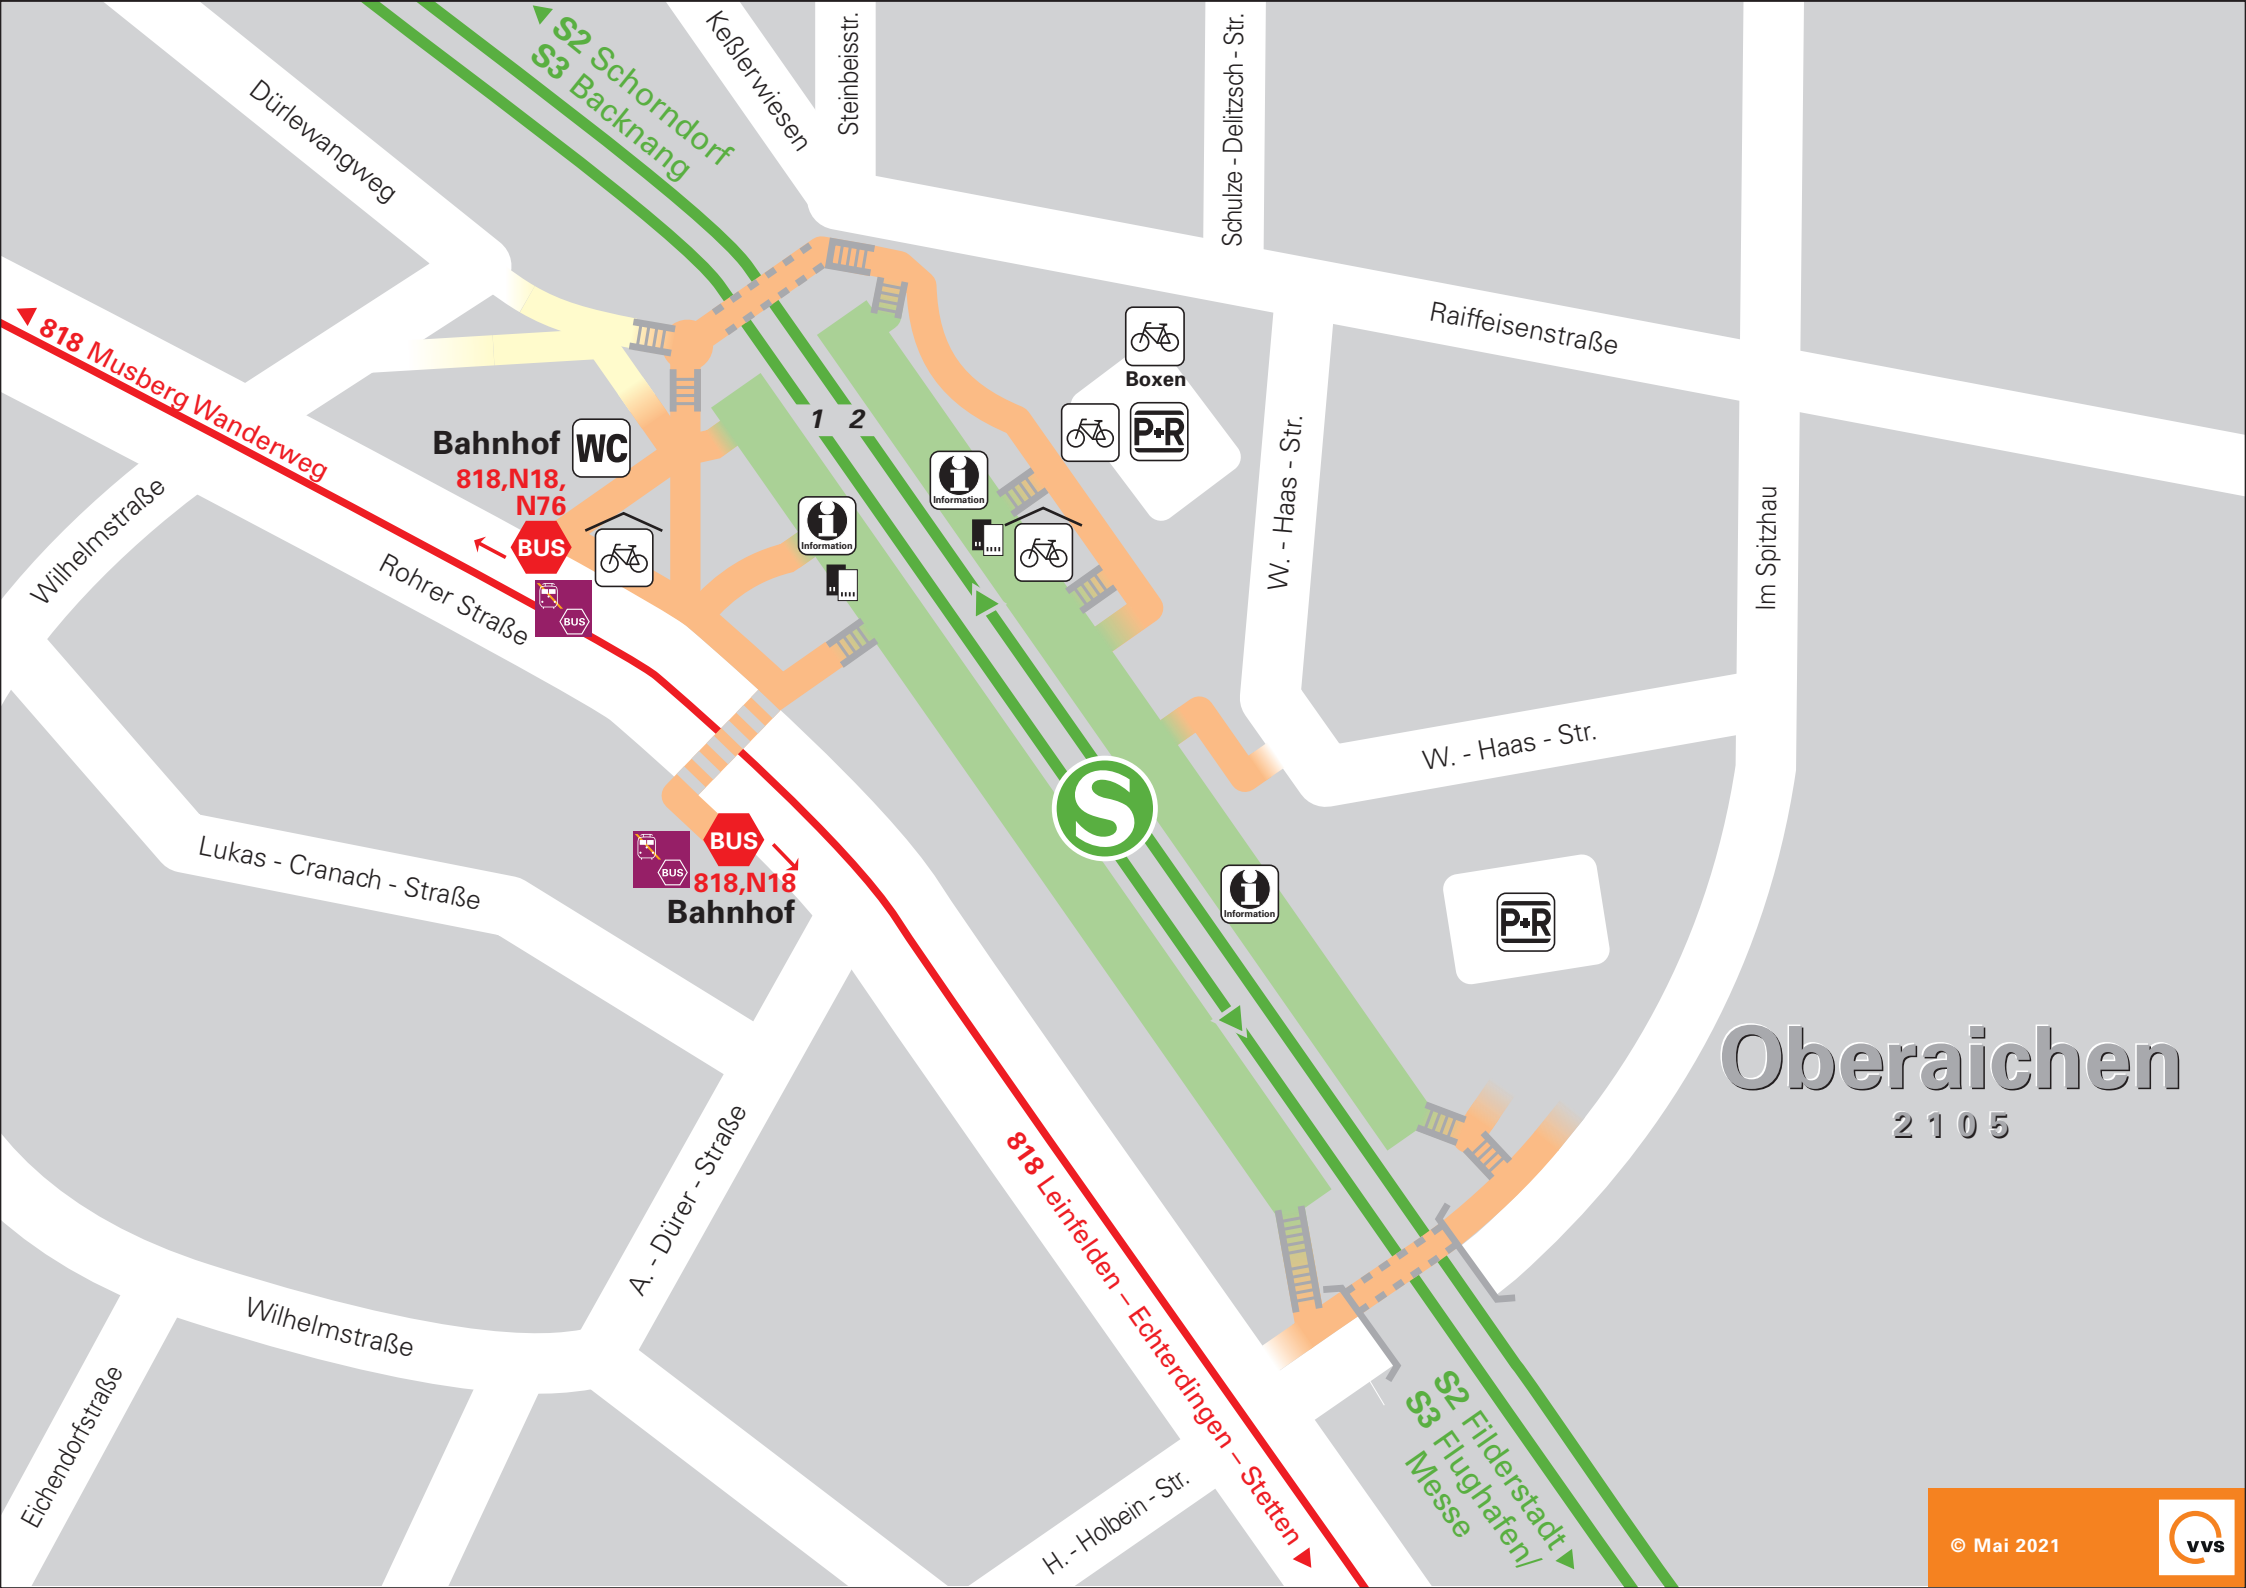 S2 Schorndorf
S3 Backnang
Keßlerwiesen
Steinbeisstr.
Schulze - Delitzsch - Str.
Dürlewangweg
818 Musberg Wanderweg
Raiffeisenstraße
Boxen
P+R
1 2
Bahnhof
WC
818,N18,
N76
BUS
BUS
Information
Information
W. - Haas - Str.
Im Spitzhau
Wilhelmstraße
Rohrer Straße
W. - Haas - Str.
S
BUS
BUS
818,N18
Bahnhof
Lukas - Cranach - Straße
Information
P+R
Oberaichen
2105
A. - Dürer - Straße
818 Leinfelden – Echterdingen – Stetten
Wilhelmstraße
Eichendorfstraße
H. - Holbein - Str.
S2 Filderstadt
S3 Flughafen/
Messe
© Mai 2021
vvs